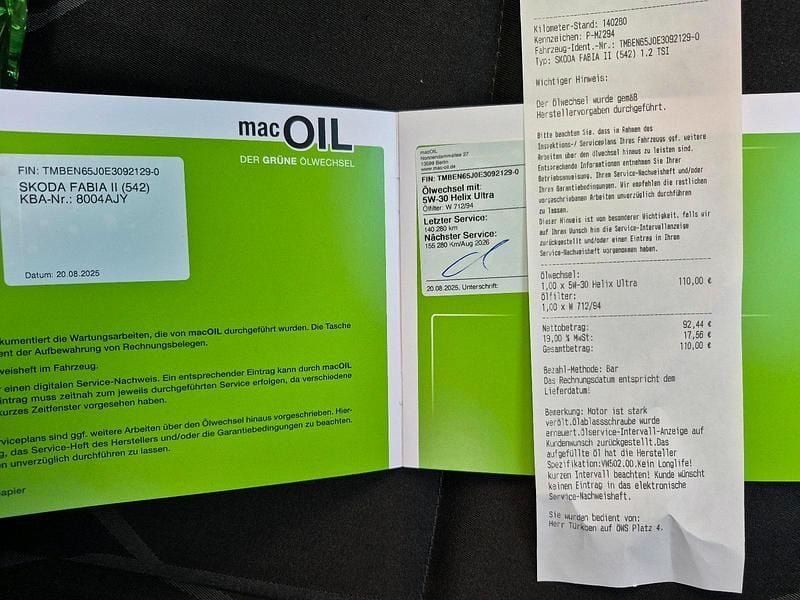 macOIL
DER GRÜNE ÖLWECHSEL
FIN: TMBEN65J0E3092129-0
SKODA FABIA II (542)
KBA-Nr.: 8004AJY
Datum: 20.08.2025
kumentiert die Wartungsarbeiten, die von macOIL durchgeführt wurden. Die Tasche
ent der Aufbewahrung von Rechnungsbelegen.
weisheft im Fahrzeug.
einen digitalen Service-Nachweis. Ein entsprechender Eintrag kann durch macOIL
intrag muss zeitnah zum jeweils durchgeführten Service erfolgen, da verschiedene
kurzes Zeitfenster vorgesehen haben.
rviceplans sind ggf. weitere Arbeiten über den Ölwechsel hinaus vorgeschrieben. Hier-
g, das Service-Heft des Herstellers und/oder die Garantiebedingungen zu beachten.
en unverzüglich durchführen zu lassen.
papier
macOIL
Nonnendammallee 27
13599 Berlin
www.mac-oil.de
FIN: TMBEN65J0E3092129-0
Ölwechsel mit:
5W-30 Helix Ultra
Ölfilter: W 712/94
Letzter Service:
140.280 km
Nächster Service:
155 280 Km/Aug 2026
20.08.2025, Unterschrift:
Kilometer-Stand: 140280
Kennzeichen: P-MZ294
Fahrzeug-Ident.-Nr.: TMBEN65J0E3092129-0
Typ: SKODA FABIA II (542) 1.2 TSI
Wichtiger Hinweis:
Der Ölwechsel wurde gemäß
Herstellervorgaben durchgeführt.
Bitte beachten Sie, dass im Rahmen des
Inspektions-/ Serviceplans Ihres Fahrzeugs ggf. weitere
Arbeiten über den Ölwechsel hinaus zu leisten sind.
Entsprechende Informationen entnehmen Sie Ihrer
Betriebsanweisung, Ihrem Service-Nachweisheft und/oder
Ihren Garantiebedingungen. Wir empfehlen die restlichen
vorgeschriebenen Arbeiten unverzüglich durchführen
zu lassen.
Dieser Hinweis ist von besonderer Wichtigkeit, falls wir
auf Ihren Wunsch hin die Service-Intervallanzeige
zurückgestellt und/oder einen Eintrag in Ihrem
Service-Nachweisheft vorgenommen haben.
Ölwechsel:
1,00 x 5W-30 Helix Ultra 110,00 €
Ölfilter:
1,00 x W 712/94
Nettobetrag: 92,44 €
19,00 % MwSt: 17,56 €
Gesamtbetrag: 110,00 €
Bezahl-Methode: Bar
Das Rechnungsdatum entspricht dem
Lieferdatum!
Bemerkung: Motor ist stark
verölt.Ölablassschraube wurde
erneuert.Ölservice-Intervall-Anzeige auf
Kundenwunsch zurückgestellt.Das
aufgefüllte Öl hat die Hersteller
Spezifikation:VW502.00.Kein Longlife!
kurzen Intervall beachten! Kunde wünscht
keinen Eintrag in das elektronische
Service-Nachweisheft.
Sie wurden bedient von:
Herr Türkben auf ÖWS Platz 4.